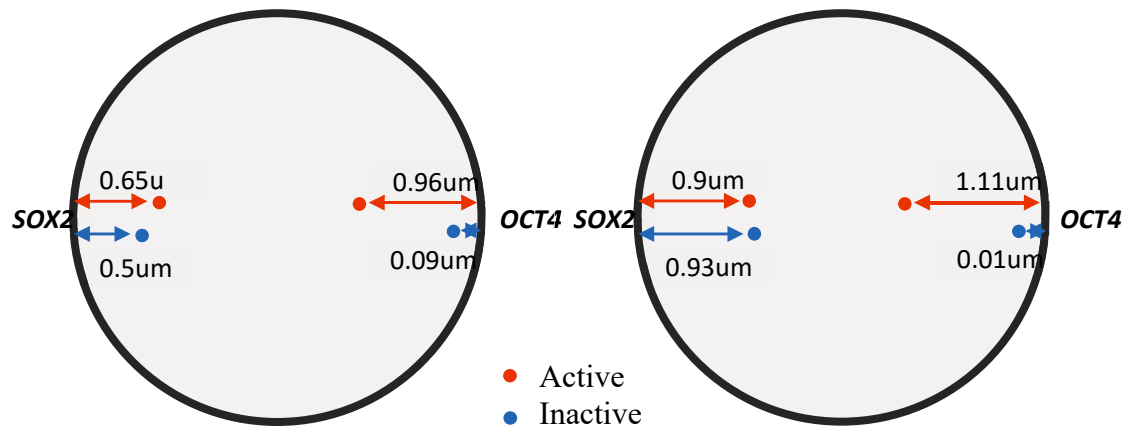 0.65u
0.96um
SOX2
OCT4
0.5um
0.09um
0.9um
1.11um
SOX2
OCT4
0.93um
0.01um
Active
Inactive